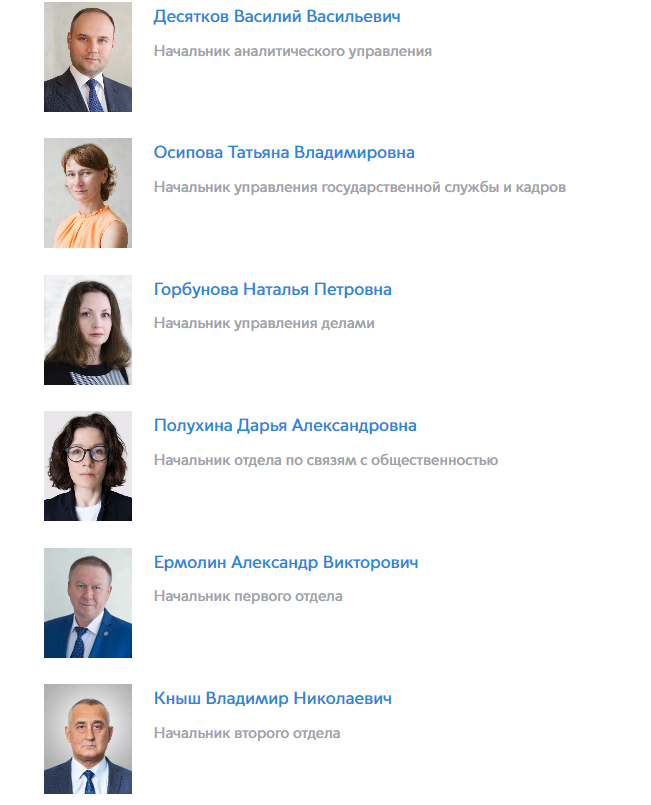 Десятков Василий Васильевич
Начальник аналитического управления
Осипова Татьяна Владимировна
Начальник управления государственной службы и кадров
Горбунова Наталья Петровна
Начальник управления делами
Полухина Дарья Александровна
Начальник отдела по связям с общественностью
Ермолин Александр Викторович
Начальник первого отдела
Кныш Владимир Николаевич
Начальник второго отдела